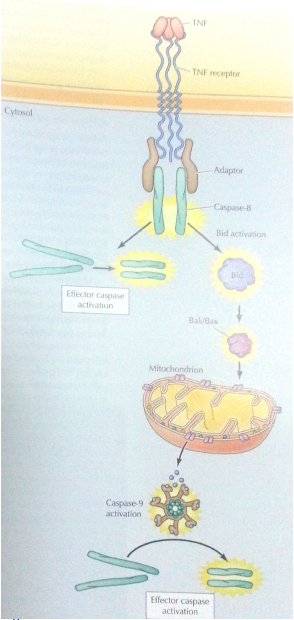 TNF
TNF receptor
Cytosol
Adaptor
Caspase-8
Bid activation
Bid
Effector caspase
activation
Bak/Bax
Mitochondrion
Caspase-9
activation
Effector caspase
activation